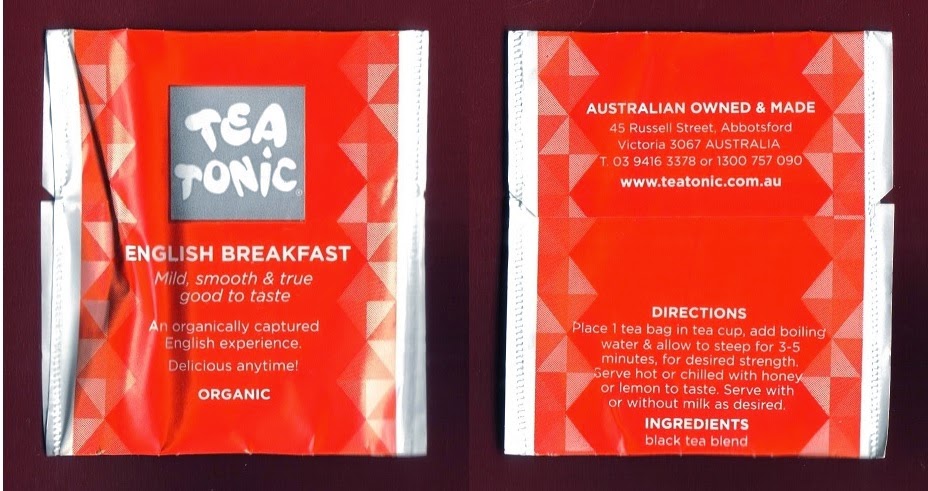 TEA
TONIC®
ENGLISH BREAKFAST
Mild, smooth & true
good to taste
An organically captured
English experience.
Delicious anytime!
ORGANIC
AUSTRALIAN OWNED & MADE
45 Russell Street, Abbotsford
Victoria 3067 AUSTRALIA
T. 03 9416 3378 or 1300 757 090
www.teatonic.com.au
DIRECTIONS
Place 1 tea bag in tea cup, add boiling
water & allow to steep for 3-5
minutes, for desired strength.
Serve hot or chilled with honey
or lemon to taste. Serve with
or without milk as desired.
INGREDIENTS
black tea blend